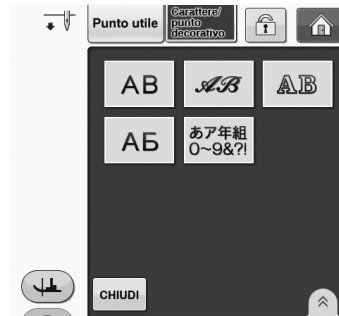 Punto utile
Carattere/
punto
decorativo
AB
AB
AB
АБ
あア年組
0~9&?!
CHIUDI